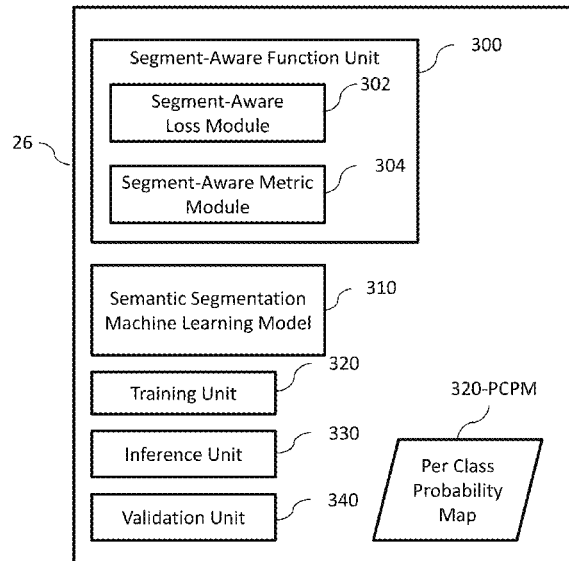 Segment-Aware Function Unit
300
Segment-Aware
Loss Module
302
26
Segment-Aware Metric
Module
304
Semantic Segmentation
Machine Learning Model
310
Training Unit
320
320-PCPM
Inference Unit
330
Per Class
Probability
Map
Validation Unit
340